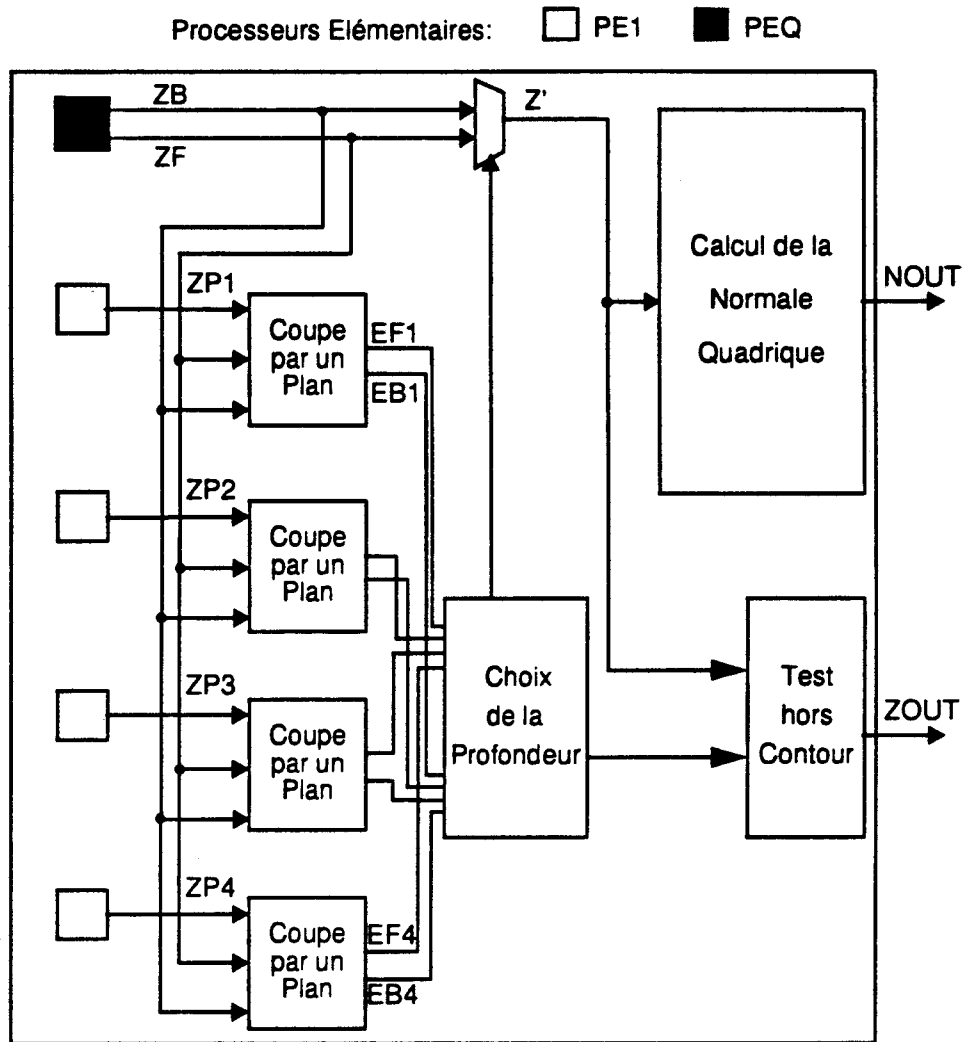 Processeurs Elémentaires: PE1 PEQ
ZB
ZF
Z'
Calcul de la
Normale
Quadrique
NOUT
ZP1
Coupe
par un
Plan
EF1
EB1
ZP2
Coupe
par un
Plan
ZP3
Coupe
par un
Plan
Choix
de la
Profondeur
Test
hors
Contour
ZOUT
ZP4
Coupe
par un
Plan
EF4
EB4